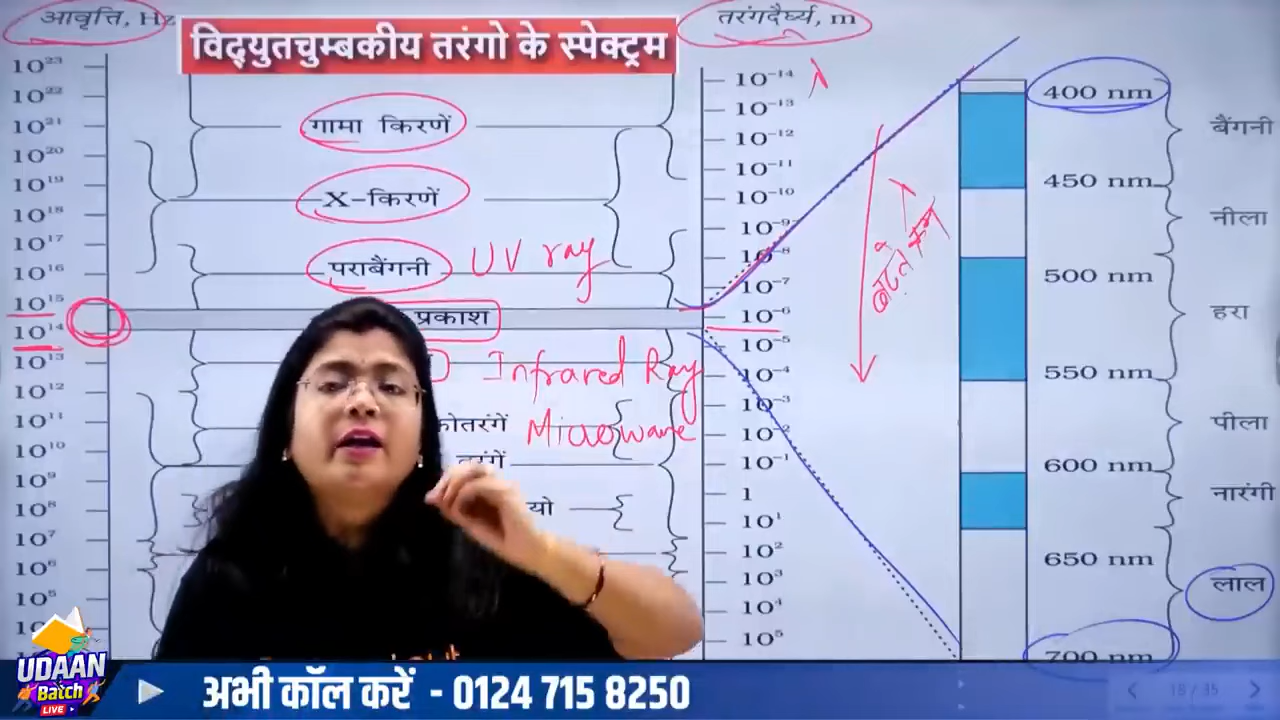 आवृत्ति, Hz
विद्युतचुम्बकीय तरंगो के स्पेक्ट्रम
तरंगदैर्घ्य, m
10²³
10²²
10²¹
10²⁰
10¹⁹
10¹⁸
10¹⁷
10¹⁶
10¹⁵
10¹⁴
10¹³
10¹²
10¹¹
10¹⁰
10⁹
10⁸
10⁷
10⁶
10⁵
गामा किरणें
X-किरणें
पराबैंगनी UV ray
प्रकाश
Infrared Ray
Microwave
10⁻¹⁴ λ
10⁻¹³
10⁻¹²
10⁻¹¹
10⁻¹⁰
10⁻⁹
10⁻⁸
10⁻⁷
10⁻⁶
10⁻⁵
10⁻⁴
10⁻³
10⁻²
10⁻¹
1
10¹
10²
10³
10⁴
10⁵
λ
बढ़ते क्रम
400 nm
450 nm
500 nm
550 nm
600 nm
650 nm
700 nm
बैंगनी
नीला
हरा
पीला
नारंगी
लाल
UDAAN
Batch
LIVE
अभी कॉल करें - 0124 715 8250
18 / 35